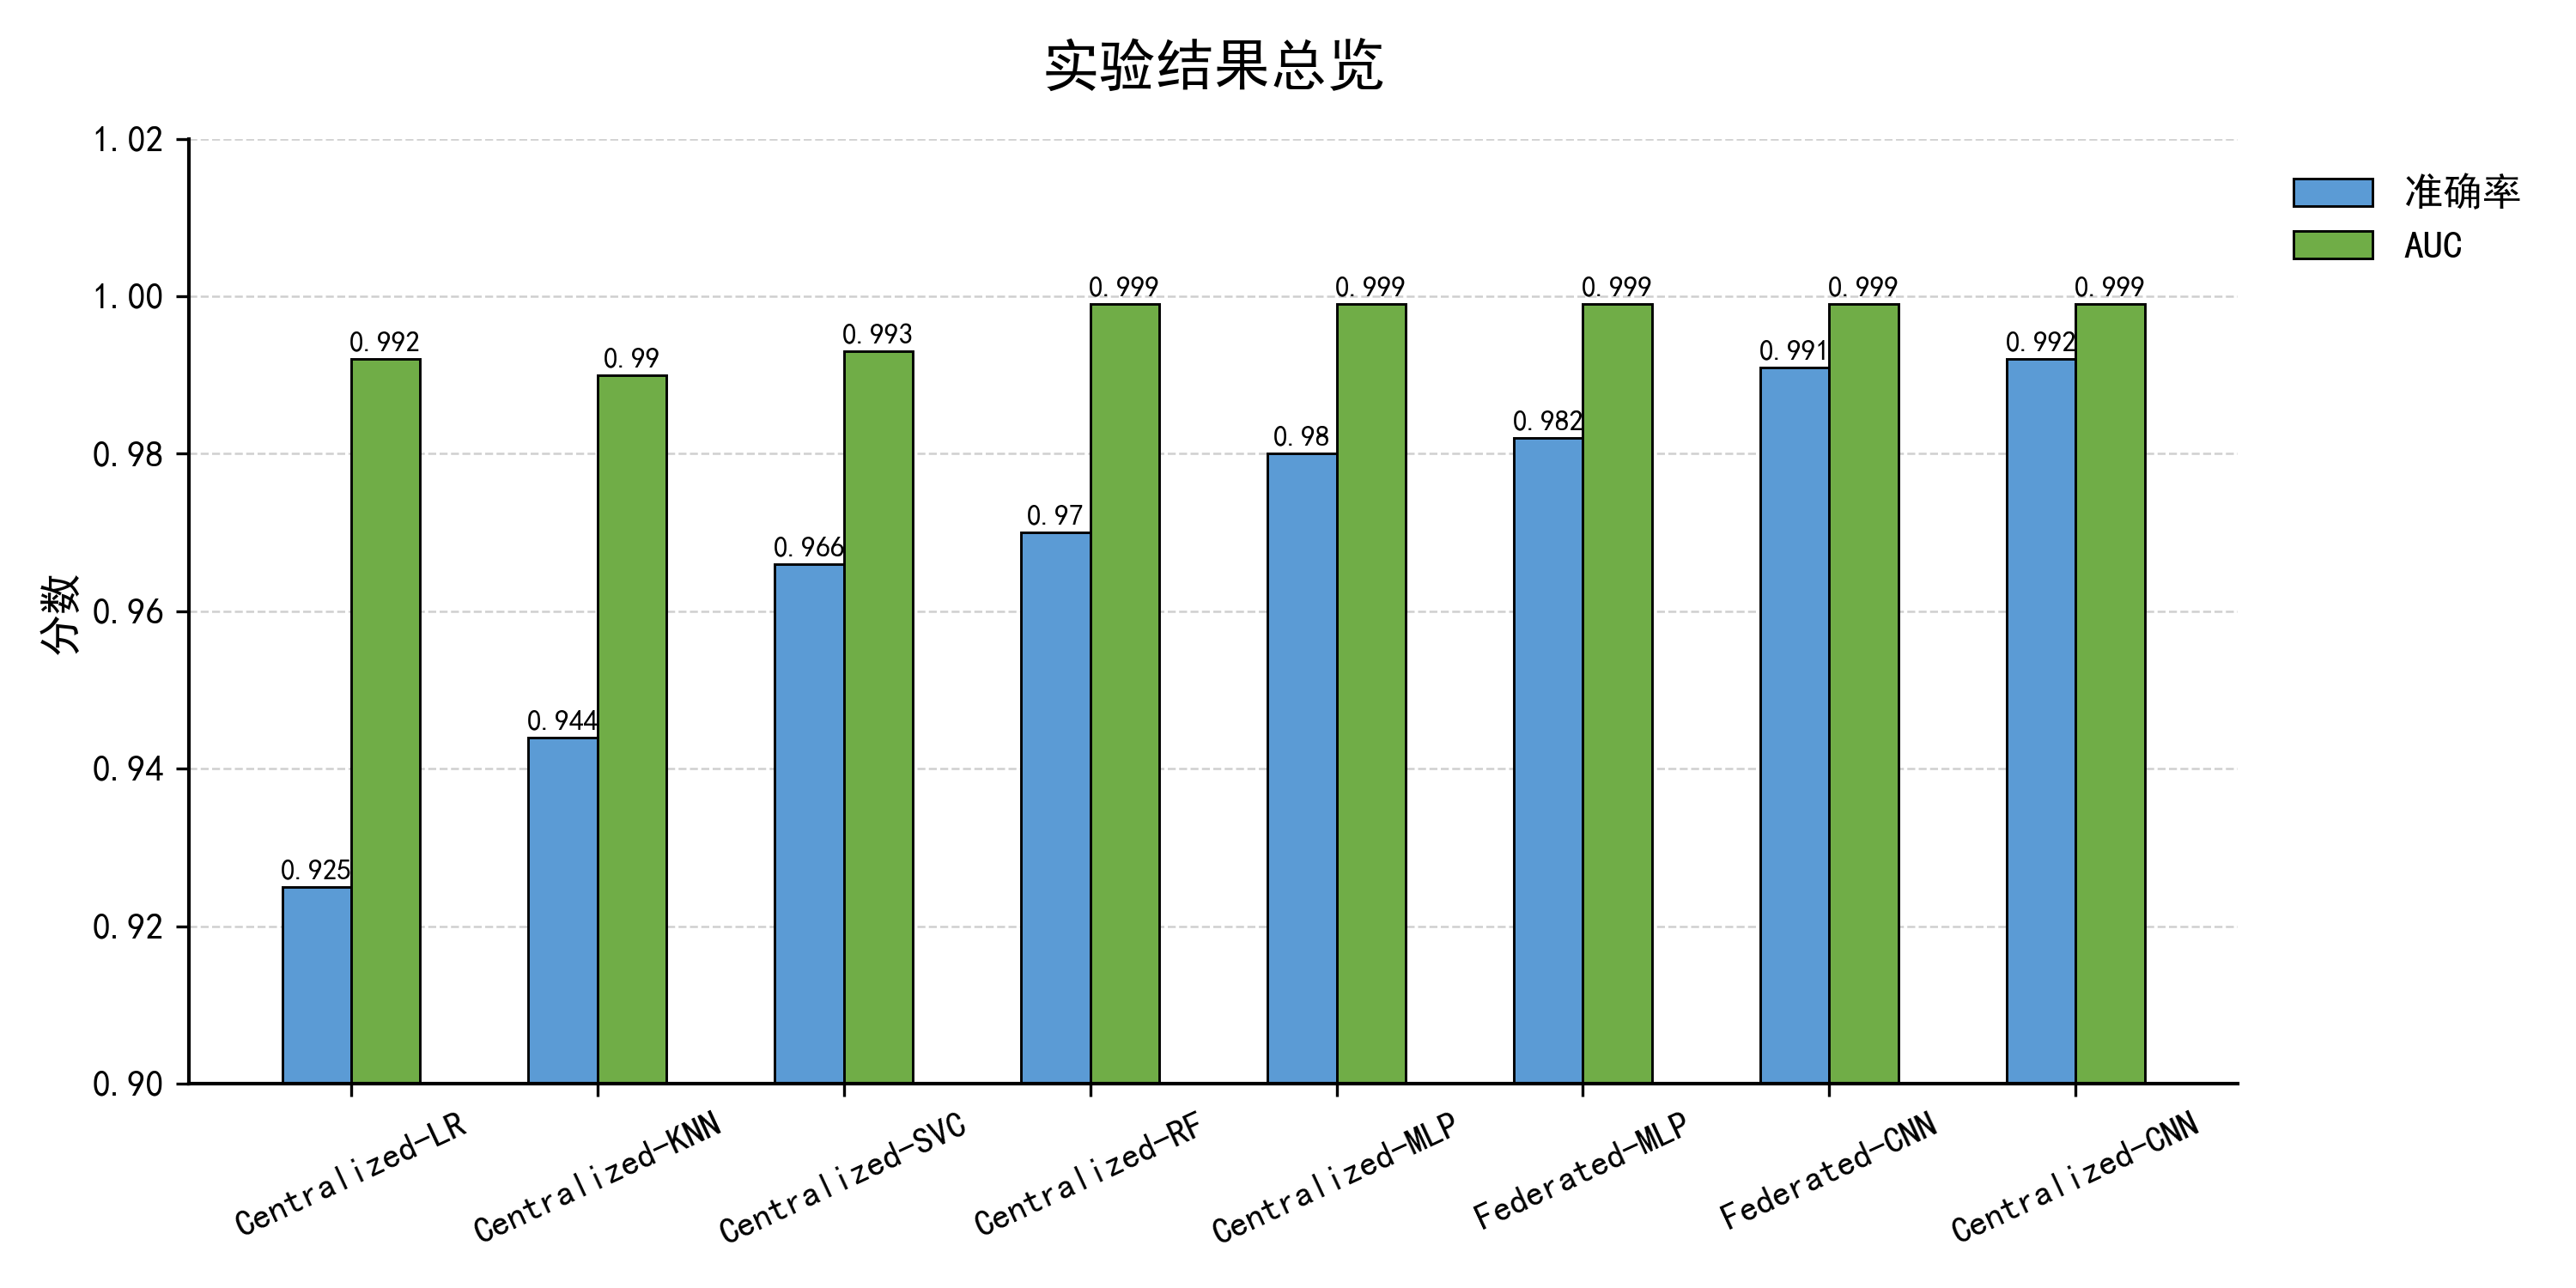 实验结果总览
准确率
AUC
分数
1.02
1.00
0.98
0.96
0.94
0.92
0.90
0.925
0.992
0.944
0.99
0.966
0.993
0.97
0.999
0.98
0.999
0.982
0.999
0.991
0.999
0.992
0.999
Centralized-LR
Centralized-KNN
Centralized-SVC
Centralized-RF
Centralized-MLP
Federated-MLP
Federated-CNN
Centralized-CNN